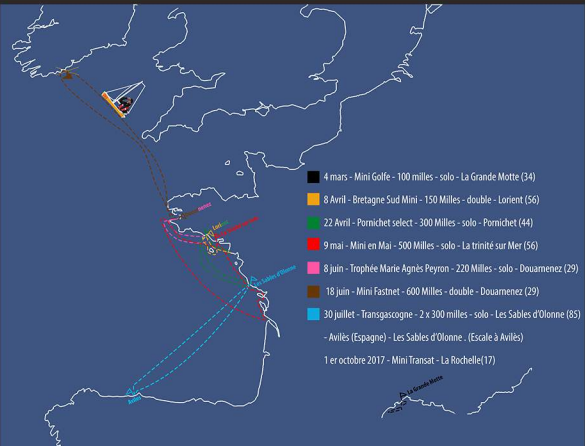 4 mars - Mini Golfe - 100 milles - solo - La Grande Motte (34)
8 Avril - Bretagne Sud Mini - 150 Milles - double - Lorient (56)
22 Avril - Pornichet select - 300 Milles - solo - Pornichet (44)
9 mai - Mini en Mai - 500 Milles - solo - La trinité sur Mer (56)
8 juin - Trophée Marie Agnès Peyron - 220 Milles - solo - Douarnenez (29)
18 juin - Mini Fastnet - 600 Milles - double - Douarnenez (29)
30 juillet - Transgascogne - 2 x 300 milles - solo - Les Sables d'Olonne (85)
- Avilès (Espagne) - Les Sables d'Olonne . (Escale à Avilès)
1 er octobre 2017 - Mini Transat - La Rochelle(17)
Les Sables d'Olonne
La Grande Motte